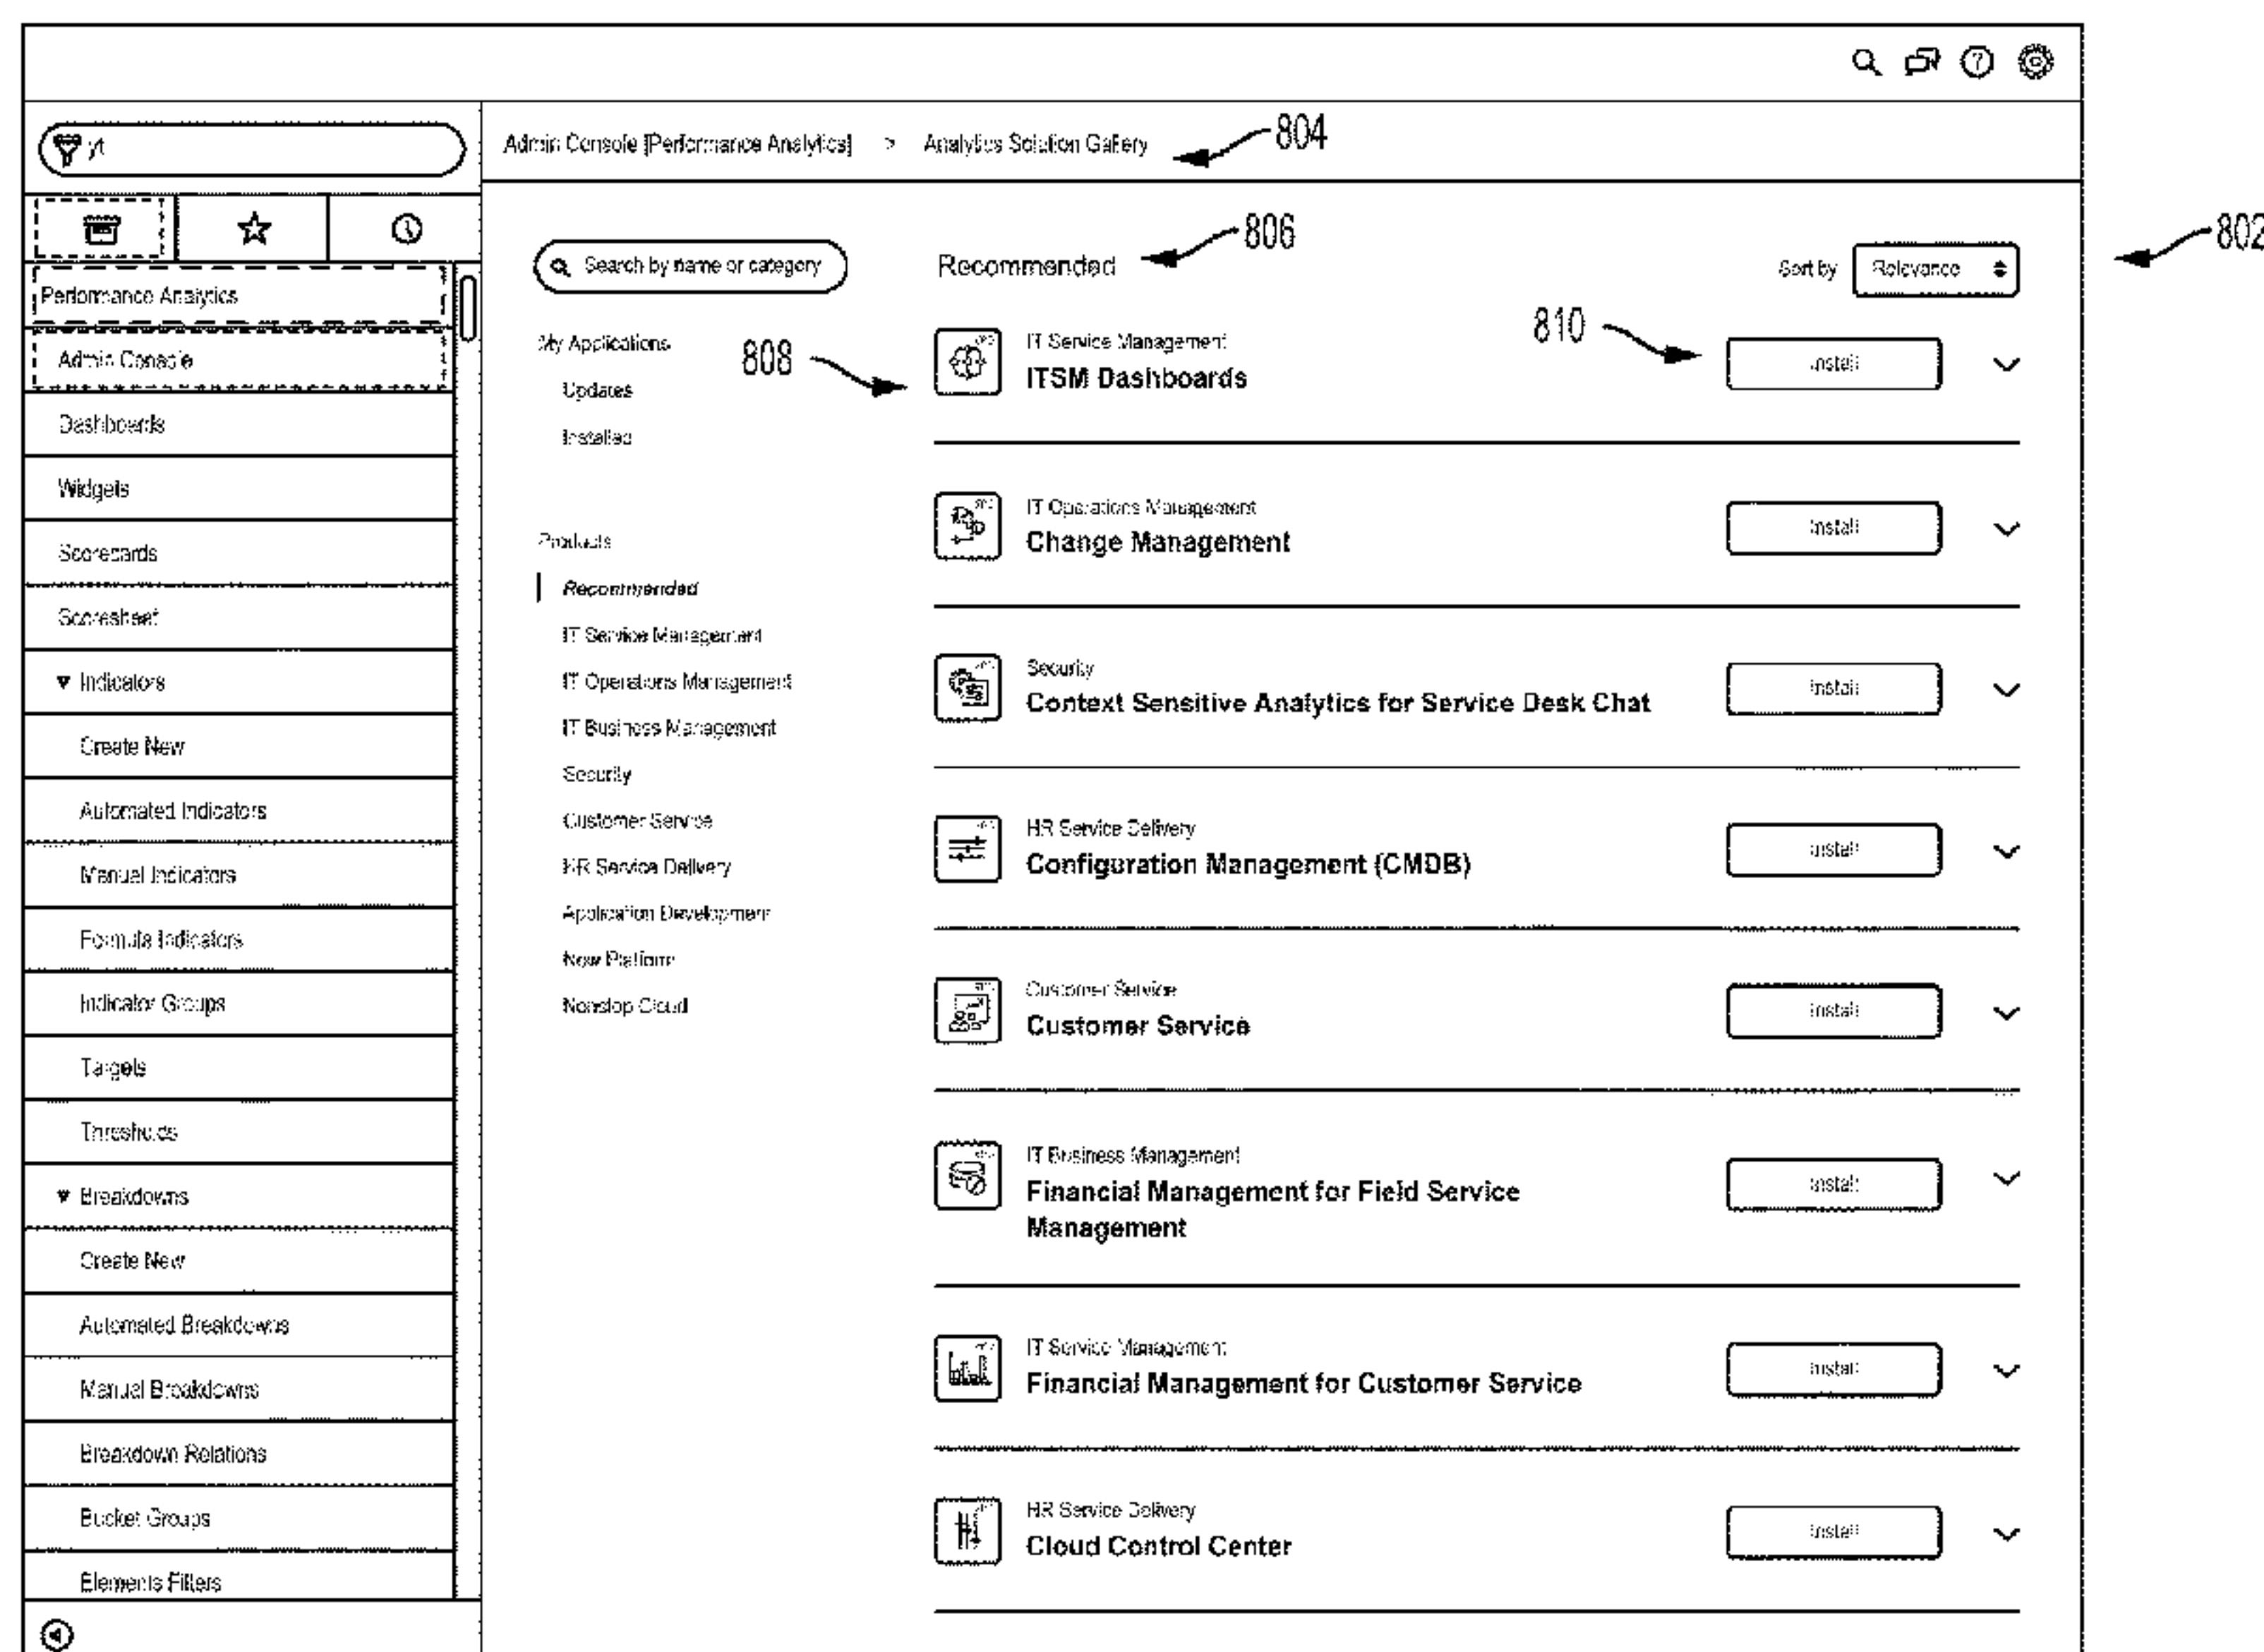 yt
Admin Console [Performance Analytics] > Analytics Solution Gallery
804
802
Performance Analytics
Admin Console
Dashboards
Widgets
Scorecards
Scoresheet
▼ Indicators
Create New
Automated Indicators
Manual Indicators
Formula Indicators
Indicator Groups
Targets
Thresholds
▼ Breakdowns
Create New
Automated Breakdowns
Manual Breakdowns
Breakdown Relations
Bucket Groups
Elements Filters
Search by name or category
My Applications
Updates
Installed
Products
Recommended
IT Service Management
IT Operations Management
IT Business Management
Security
Customer Service
HR Service Delivery
Application Development
Now Platform
Nonstop Cloud
Recommended
806
Sort by Relevance
808
810
IT Service Management
ITSM Dashboards
Install
IT Operations Management
Change Management
Install
Security
Context Sensitive Analytics for Service Desk Chat
Install
HR Service Delivery
Configuration Management (CMDB)
Install
Customer Service
Customer Service
Install
IT Business Management
Financial Management for Field Service
Management
Install
IT Service Management
Financial Management for Customer Service
Install
HR Service Delivery
Cloud Control Center
Install